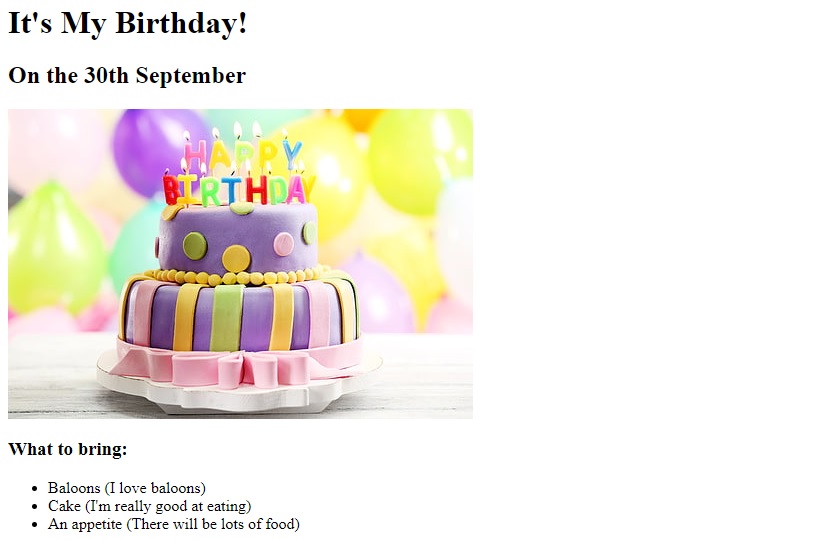 It's My Birthday!
On the 30th September
HAPPY
BIRTHDAY
What to bring:
Baloons (I love baloons)
Cake (I'm really good at eating)
An appetite (There will be lots of food)